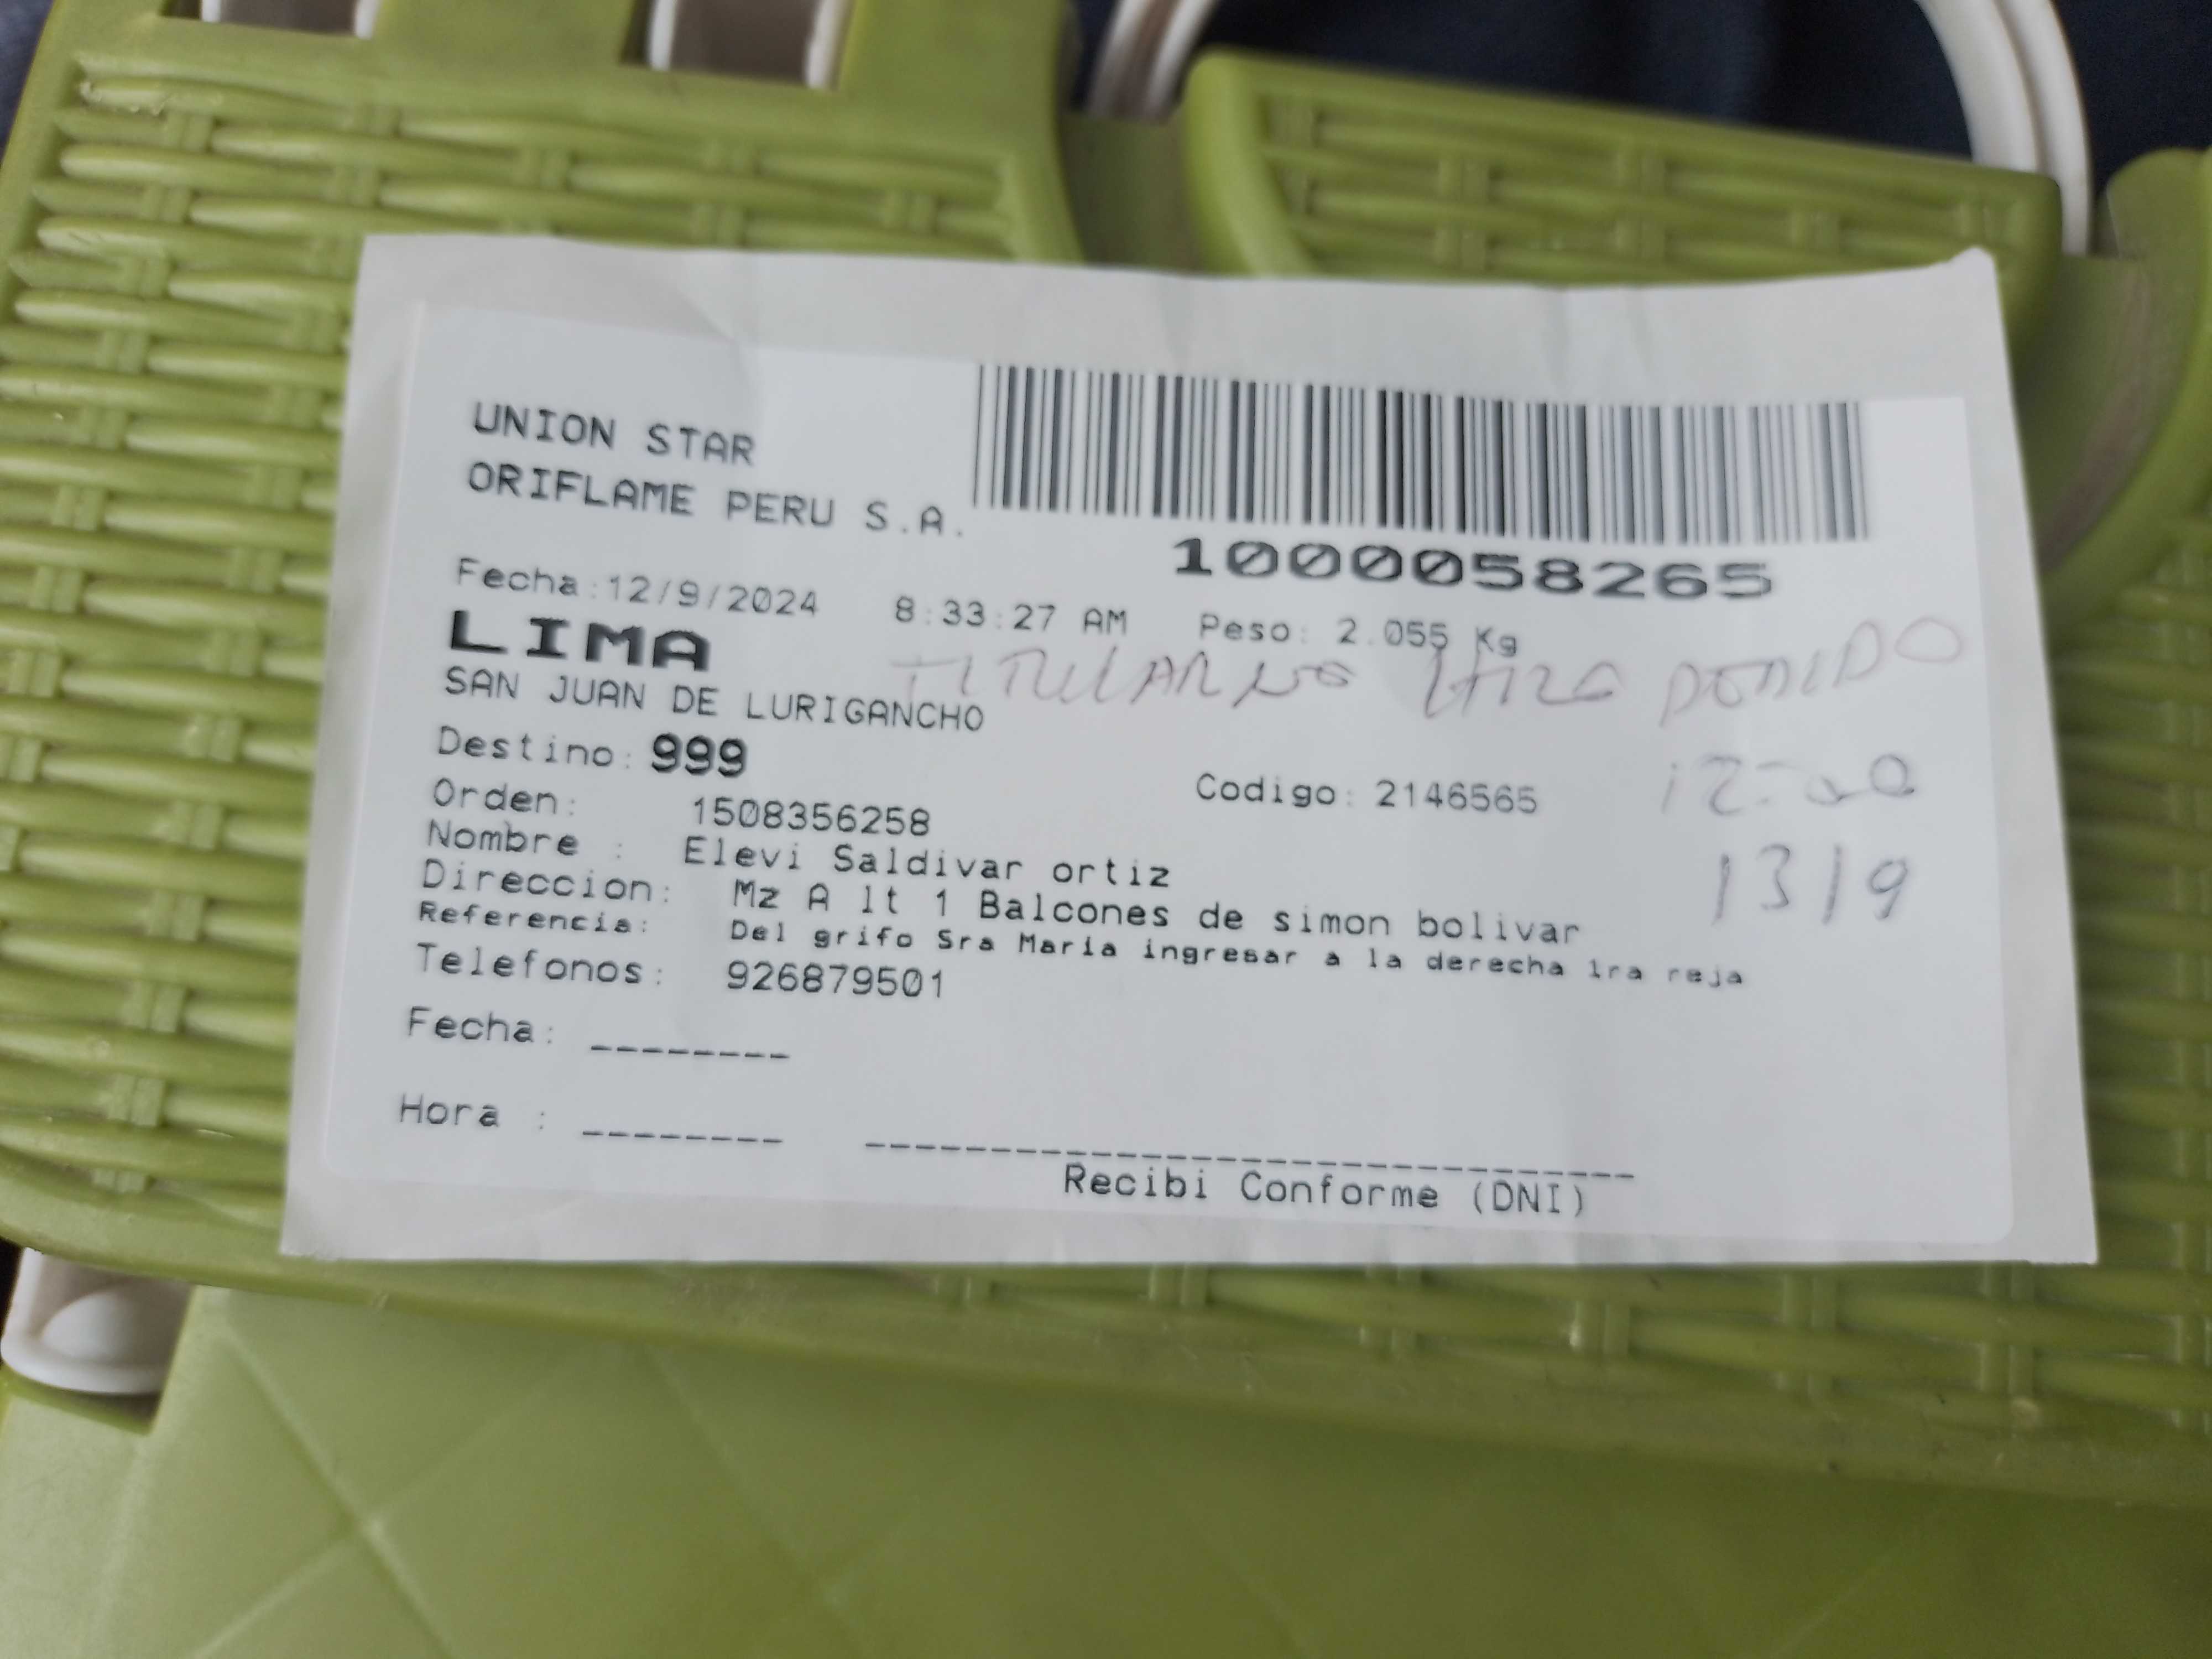 UNION STAR
ORIFLAME PERU S.A.
1000058265
Fecha:12/9/2024 8:33:27 AM Peso: 2.055 Kg
LIMA
TITULAR NO HIZO PEDIDO
SAN JUAN DE LURIGANCHO
Destino: 999
Codigo: 2146565
Orden: 1508356258
12:00
Nombre : Elevi Saldivar ortiz
13/9
Direccion: Mz A lt 1 Balcones de simon bolivar
Referencia: Del grifo Sra Maria ingresar a la derecha 1ra reja
Telefonos: 926879501
Fecha: --------
Hora : --------
Recibi Conforme (DNI)